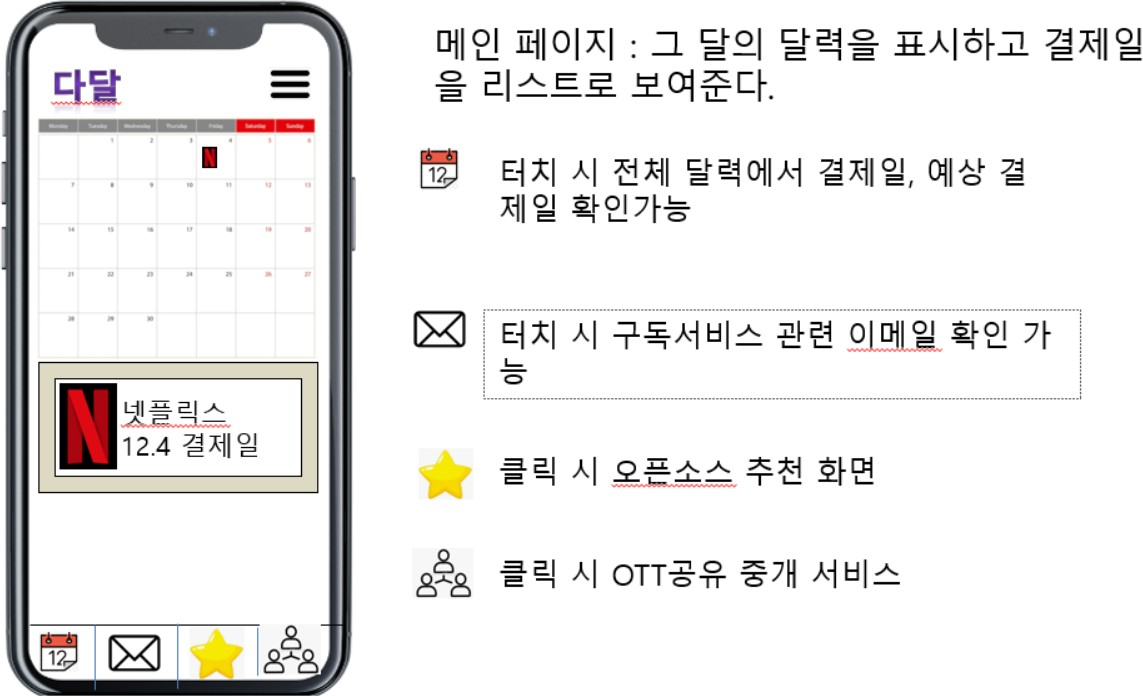 다달
Monday Tuesday Wednesday Thursday Friday Saturday Sunday
1 2 3 4 5 6
7 8 9 10 11 12 13
14 15 16 17 18 19 20
21 22 23 24 25 26 27
28 29 30
넷플릭스
12.4 결제일
12
메인 페이지 : 그 달의 달력을 표시하고 결제일
을 리스트로 보여준다.
12
터치 시 전체 달력에서 결제일, 예상 결
제일 확인가능
터치 시 구독서비스 관련 이메일 확인 가
능
클릭 시 오픈소스 추천 화면
클릭 시 OTT공유 중개 서비스